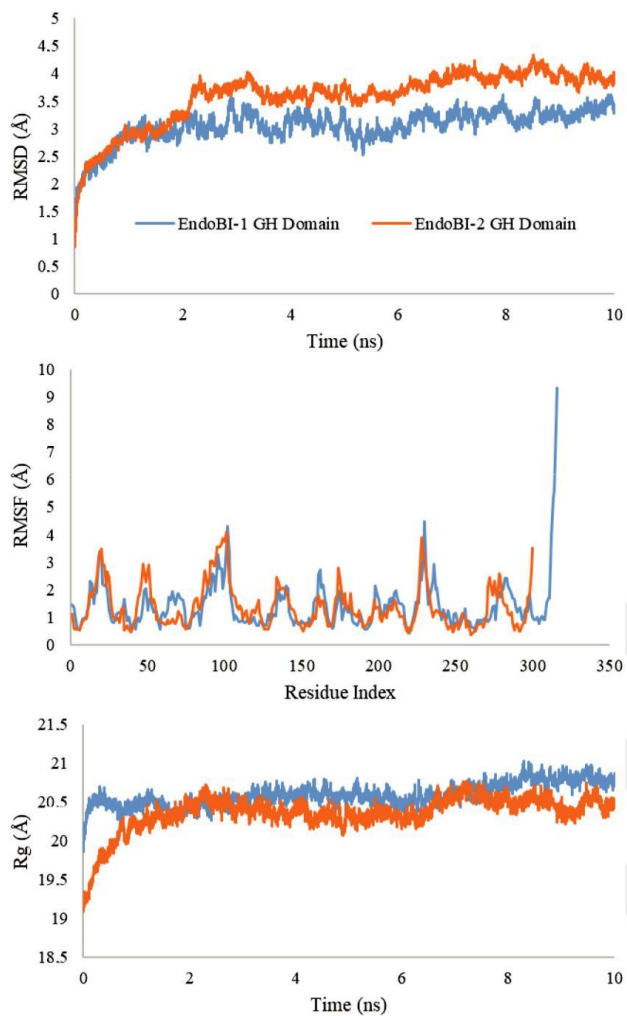 5
4.5
4
3.5
3
2.5
2
1.5
1
0.5
0
RMSD (Å)
EndoBI-1 GH Domain
EndoBI-2 GH Domain
0 2 4 6 8 10
Time (ns)
10
9
8
7
6
5
4
3
2
1
0
RMSF (Å)
0 50 100 150 200 250 300 350
Residue Index
21.5
21
20.5
20
19.5
19
18.5
Rg (Å)
0 2 4 6 8 10
Time (ns)